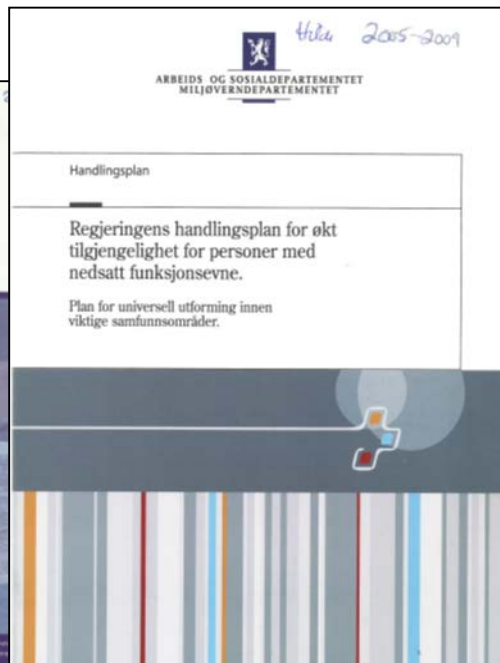 2005-2009
ARBEIDS OG SOSIALDEPARTEMENTET
MILJØVERNDEPARTEMENTET
Handlingsplan
Regjeringens handlingsplan for økt
tilgjengelighet for personer med
nedsatt funksjonsevne.
Plan for universell utforming innen
viktige samfunnsområder.